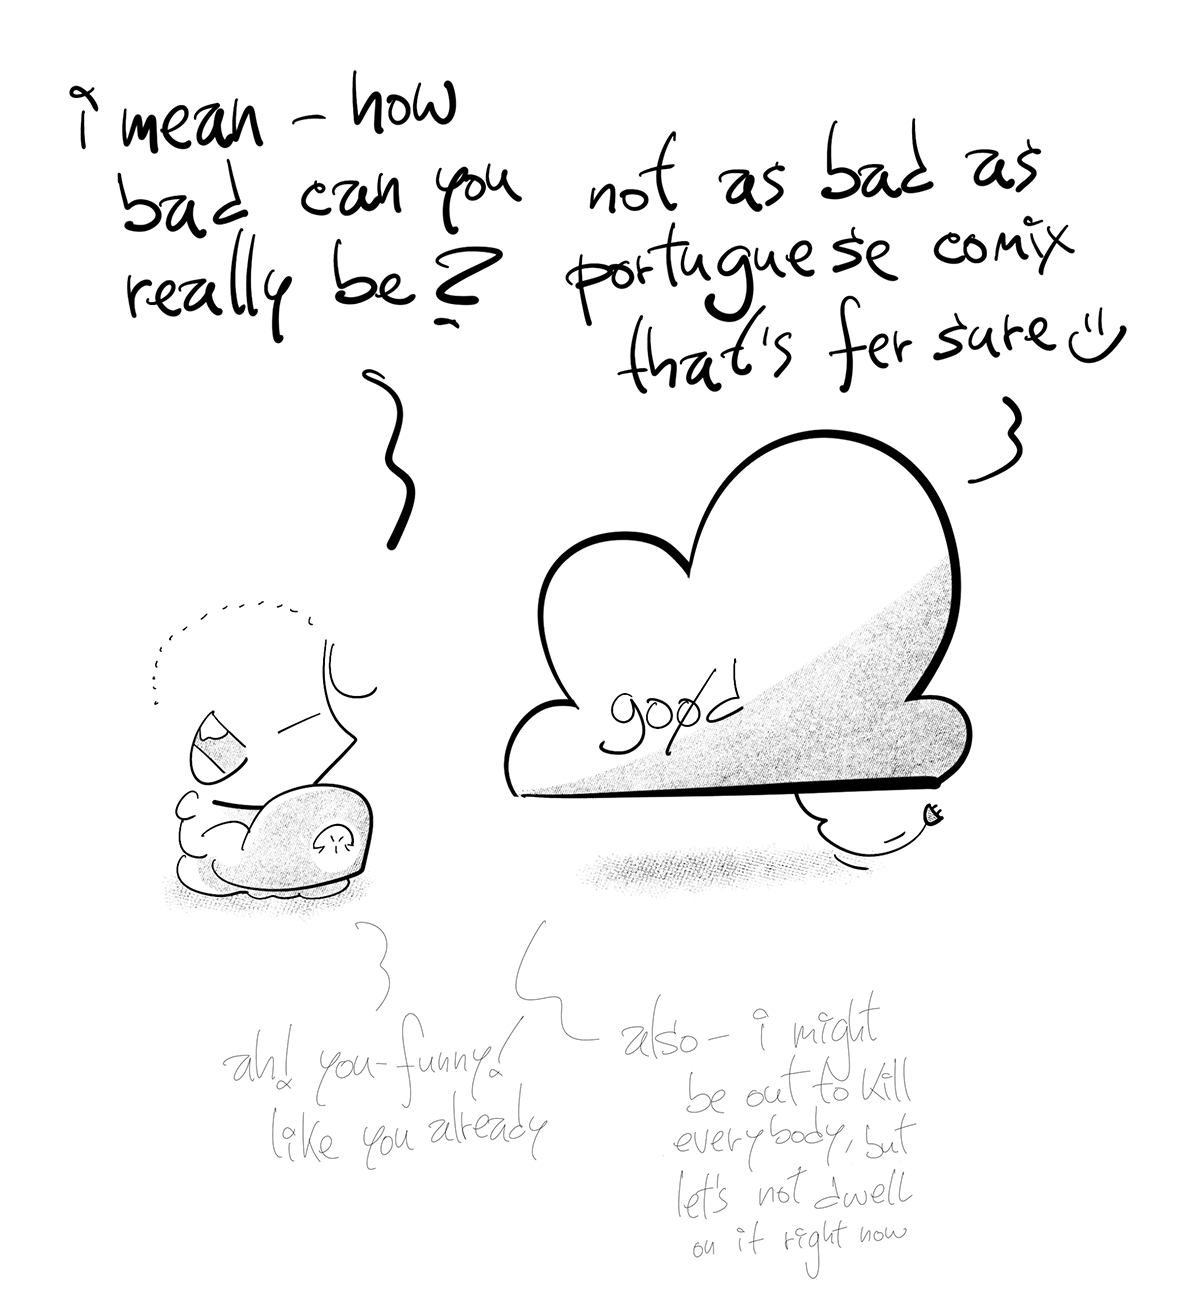 i mean - how
bad can you
really be?
not as bad as
portuguese comix
that's fer sure
good
ah! you-funny!
like you already
also - i might
be out to kill
everybody, but
let's not dwell
on it right now